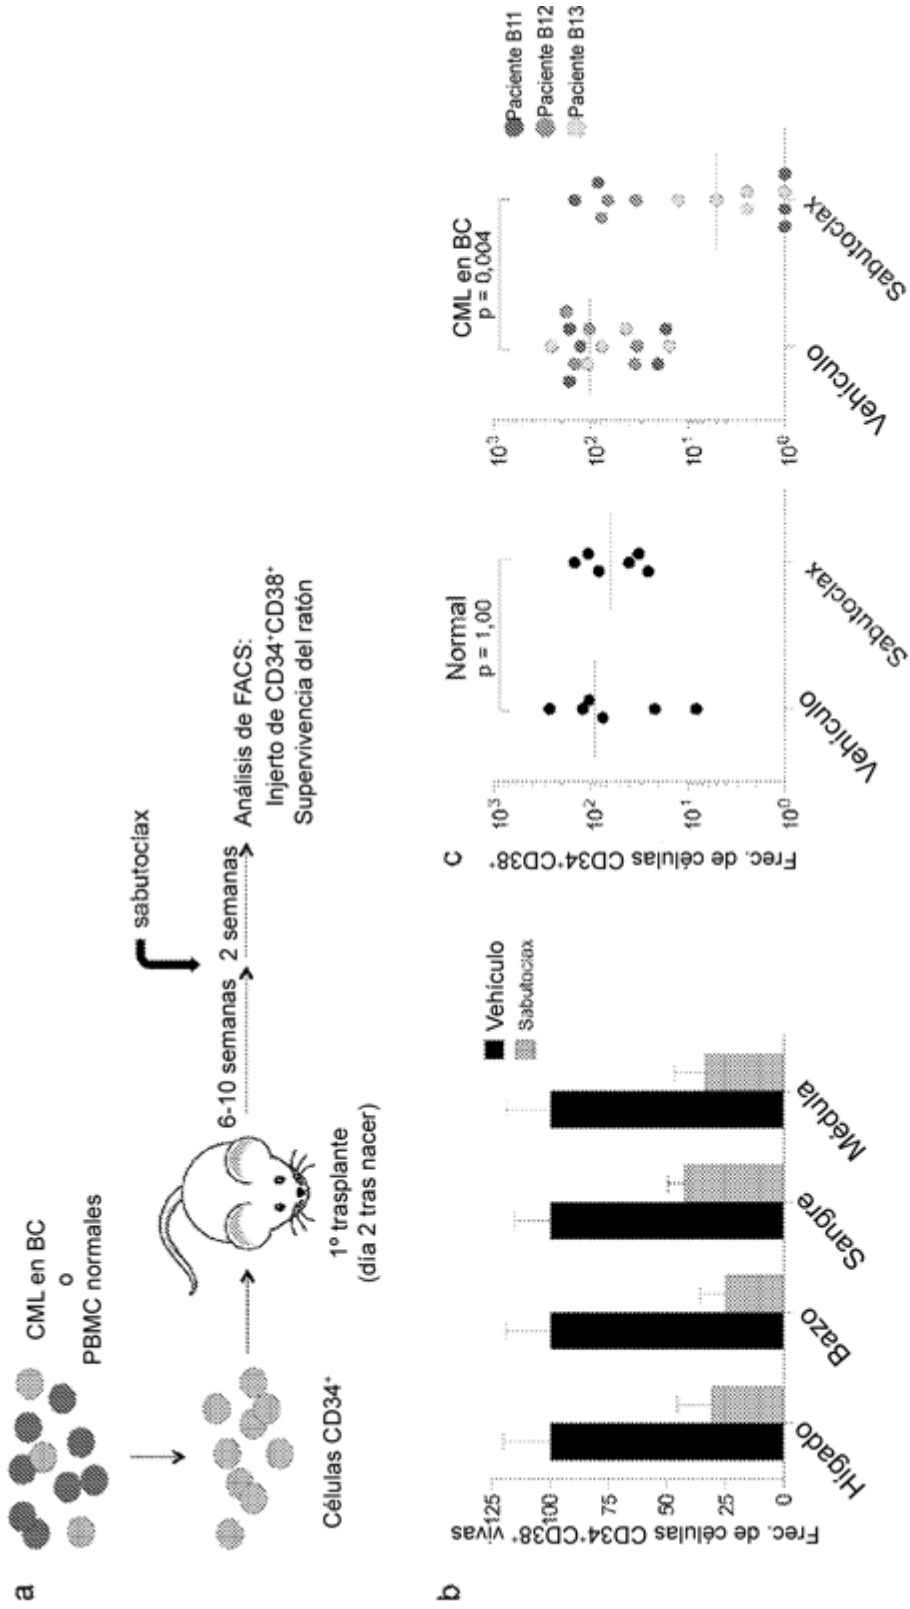 a
CML en BC
o
PBMC normales
Células CD34⁺
1º trasplante
(día 2 tras nacer)
6-10 semanas
sabutoclax
2 semanas
Análisis de FACS:
Injerto de CD34⁺CD38⁺
Supervivencia del ratón
b
Frec. de células CD34⁺CD38⁺ vivas
125
100
75
50
25
0
Hígado
Bazo
Sangre
Médula
Vehículo
Sabutoclax
c
Frec. de células CD34⁺CD38⁺
10³
10²
10¹
10⁰
Normal
p = 1,00
Vehículo
Sabutoclax
10³
10²
10¹
10⁰
CML en BC
p = 0,004
Vehículo
Sabutoclax
Paciente B11
Paciente B12
Paciente B13